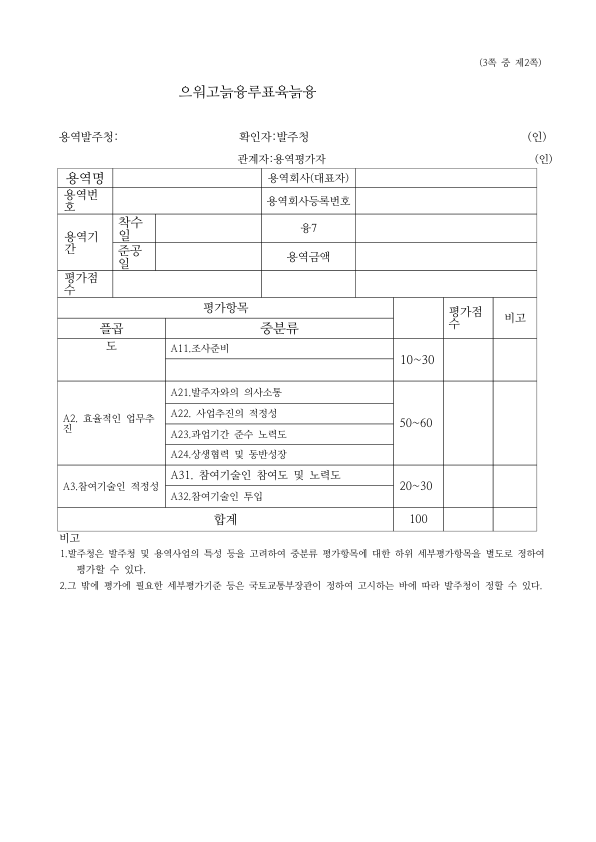 (3쪽 중 제2쪽)
으워고늙융루표육늙융
용역발주청: 확인자:발주청 (인)
관계자:용역평가자 (인)
용역명 용역회사(대표자)
용역번호 용역회사등록번호
용역기간 착수일 융7
준공일 용역금액
평가점수
평가항목 평가점수 비고
플곱 중분류
도 A11.조사준비 10~30
A2. 효율적인 업무추진 A21.발주자와의 의사소통 50~60
A22. 사업추진의 적정성
A23.과업기간 준수 노력도
A24.상생협력 및 동반성장
A3.참여기술인 적정성 A31. 참여기술인 참여도 및 노력도 20~30
A32.참여기술인 투입
합계 100
비고
1.발주청은 발주청 및 용역사업의 특성 등을 고려하여 중분류 평가항목에 대한 하위 세부평가항목을 별도로 정하여
평가할 수 있다.
2.그 밖에 평가에 필요한 세부평가기준 등은 국토교통부장관이 정하여 고시하는 바에 따라 발주청이 정할 수 있다.